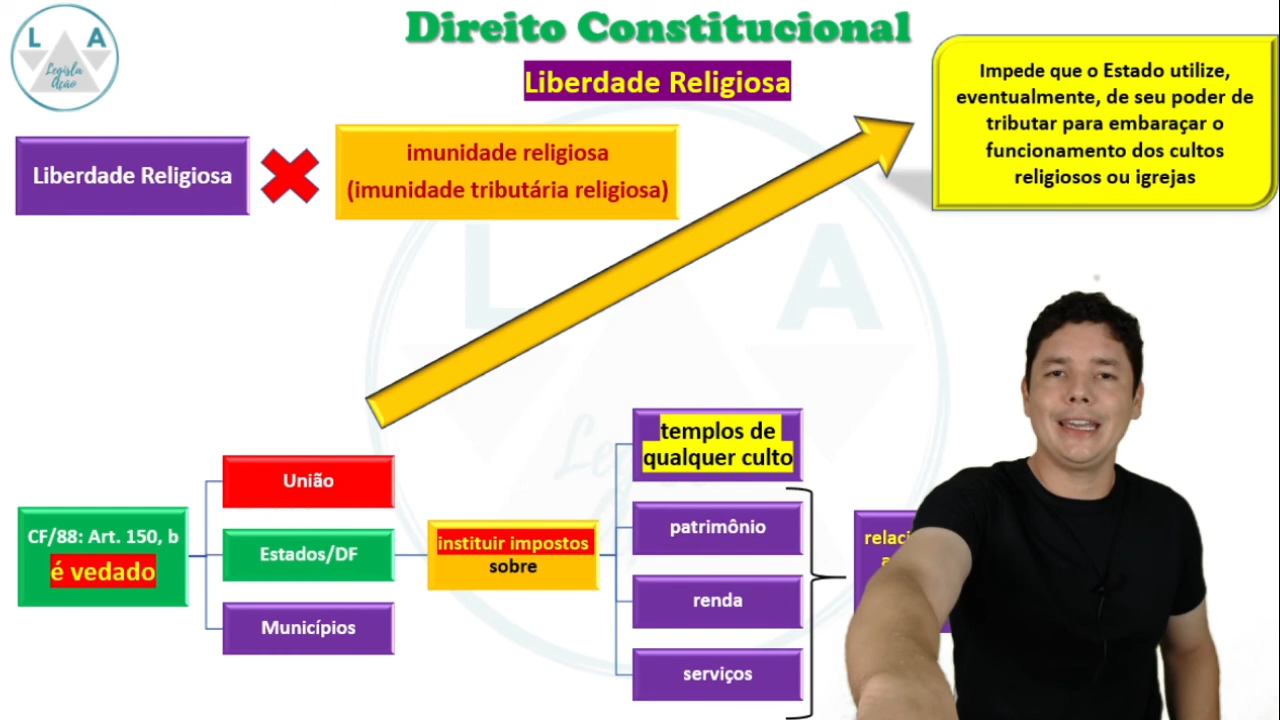 L A
Legisla
Ação
Direito Constitucional
Liberdade Religiosa
Liberdade Religiosa
imunidade religiosa
(imunidade tributária religiosa)
Impede que o Estado utilize,
eventualmente, de seu poder de
tributar para embaraçar o
funcionamento dos cultos
religiosos ou igrejas
L A
CF/88: Art. 150, b
é vedado
União
Estados/DF
Municípios
instituir impostos
sobre
templos de
qualquer culto
patrimônio
renda
serviços